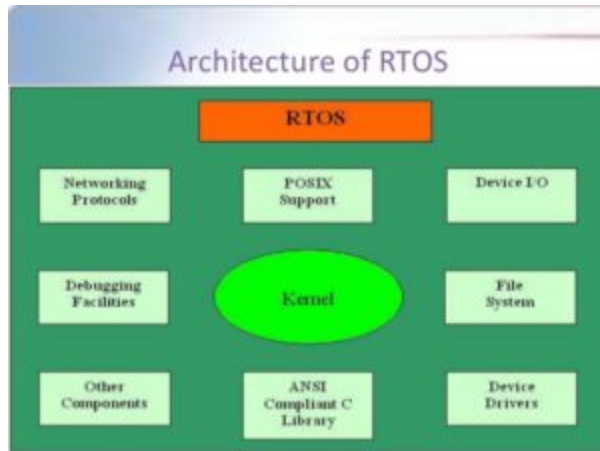 Architecture of RTOS
RTOS
Networking
Protocols
POSIX
Support
Device I/O
Debugging
Facilities
Kernel
File
System
Other
Components
ANSI
Compliant C
Library
Device
Drivers